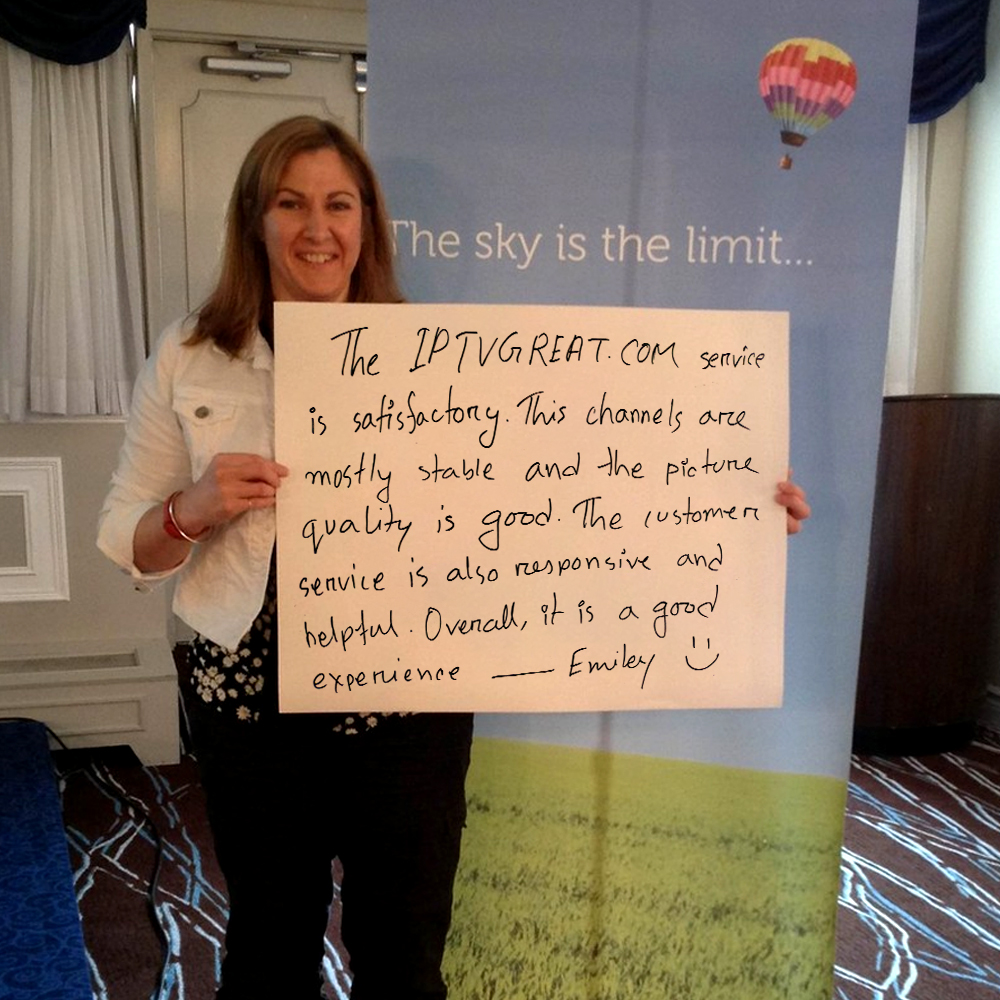 The sky is the limit...
The IPTVGREAT.COM service
is satisfactory. This channels are
mostly stable and the picture
quality is good. The customer
service is also responsive and
helpful. Overall, it is a good
experience —— Emiley